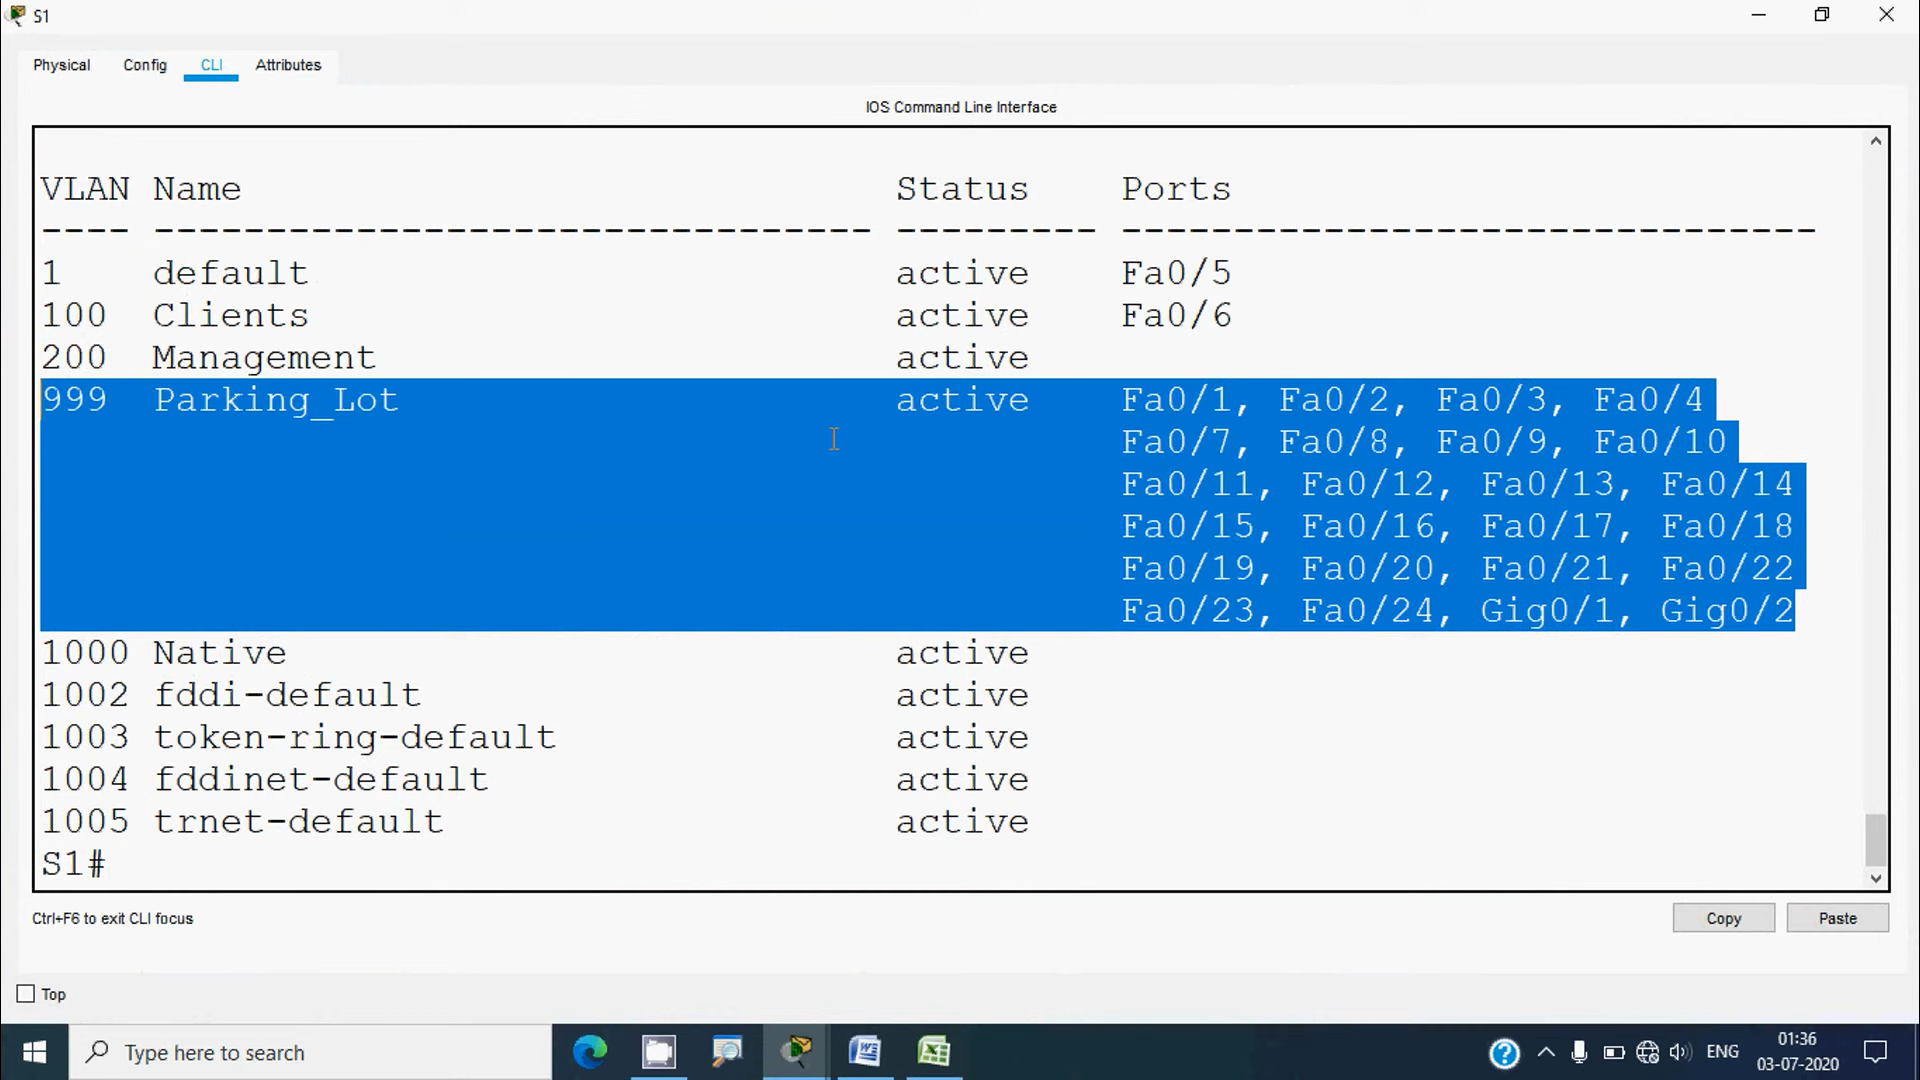 S1
Physical Config CLI Attributes
IOS Command Line Interface
VLAN Name Status Ports
---- -------------------------------- --------- -------------------------------
1 default active Fa0/5
100 Clients active Fa0/6
200 Management active
999 Parking_Lot active Fa0/1, Fa0/2, Fa0/3, Fa0/4
Fa0/7, Fa0/8, Fa0/9, Fa0/10
Fa0/11, Fa0/12, Fa0/13, Fa0/14
Fa0/15, Fa0/16, Fa0/17, Fa0/18
Fa0/19, Fa0/20, Fa0/21, Fa0/22
Fa0/23, Fa0/24, Gig0/1, Gig0/2
1000 Native active
1002 fddi-default active
1003 token-ring-default active
1004 fddinet-default active
1005 trnet-default active
S1#
Ctrl+F6 to exit CLI focus
Copy Paste
Top
Type here to search
ENG
01:36
03-07-2020